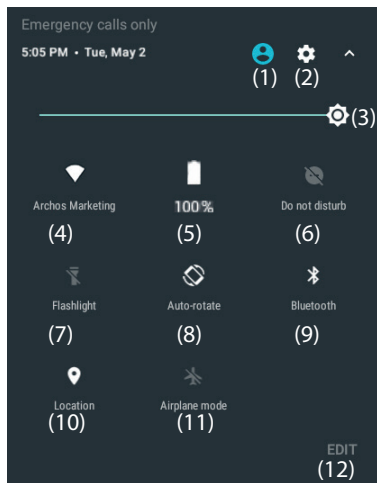 Emergency calls only
5:05 PM • Tue, May 2
(1) (2)
(3)
Archos Marketing 100% Do not disturb
(4) (5) (6)
Flashlight Auto-rotate Bluetooth
(7) (8) (9)
Location Airplane mode
(10) (11)
EDIT
(12)